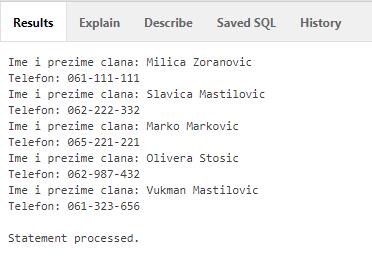 Results Explain Describe Saved SQL History
Ime i prezime clana: Milica Zoranovic
Telefon: 061-111-111
Ime i prezime clana: Slavica Mastilovic
Telefon: 062-222-332
Ime i prezime clana: Marko Markovic
Telefon: 065-221-221
Ime i prezime clana: Olivera Stosic
Telefon: 062-987-432
Ime i prezime clana: Vukman Mastilovic
Telefon: 061-323-656
Statement processed.